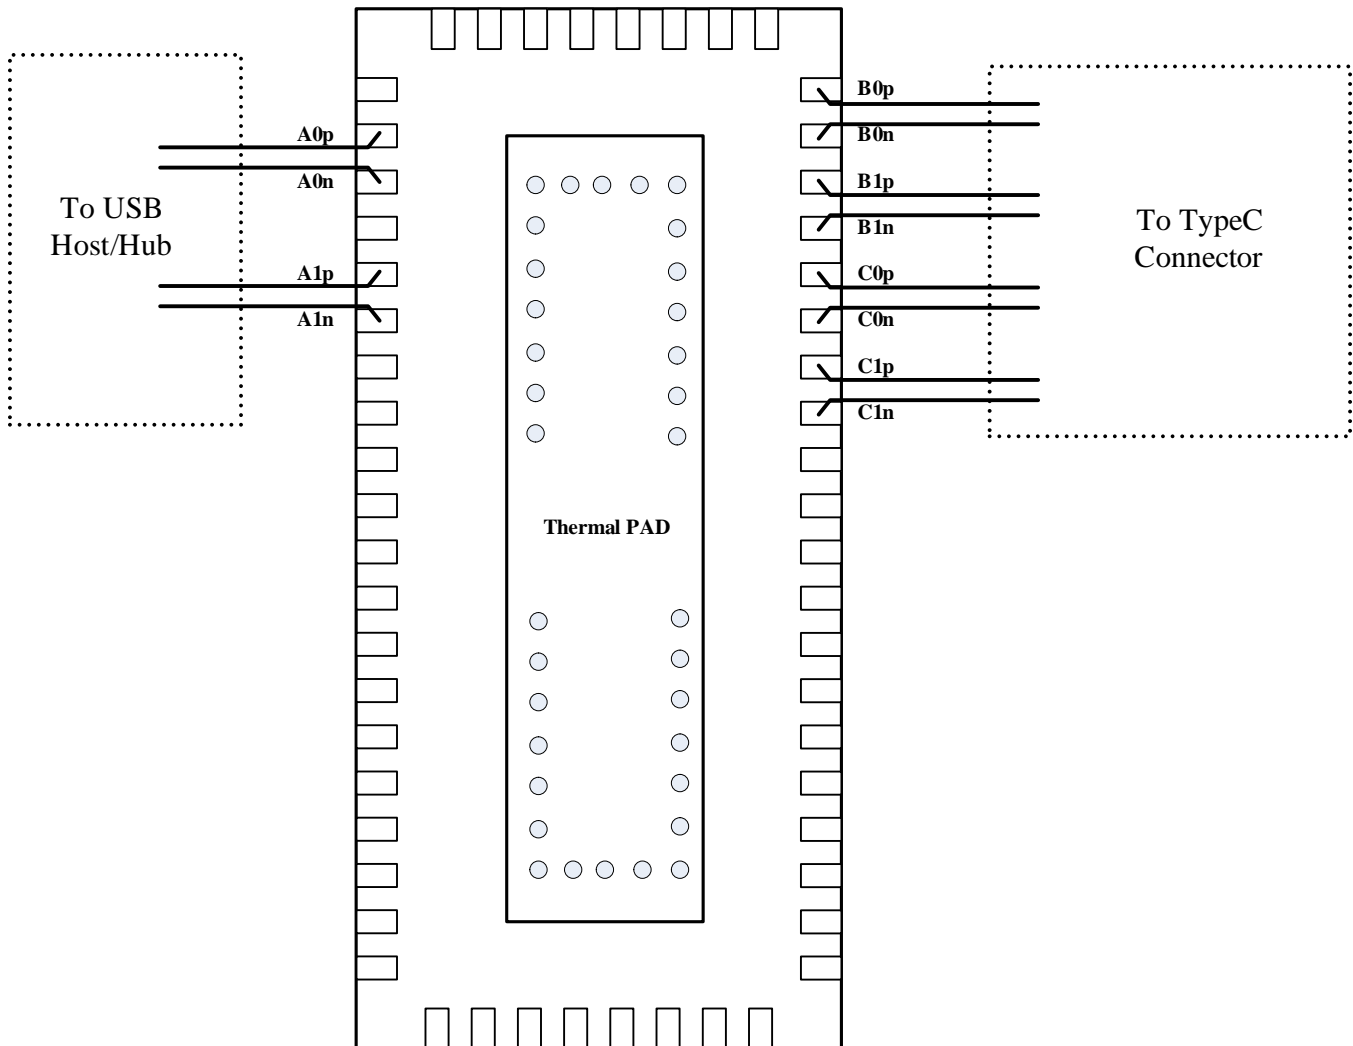 To USB
Host/Hub
A0p
A0n
A1p
A1n
Thermal PAD
B0p
B0n
B1p
B1n
C0p
C0n
C1p
C1n
To TypeC
Connector